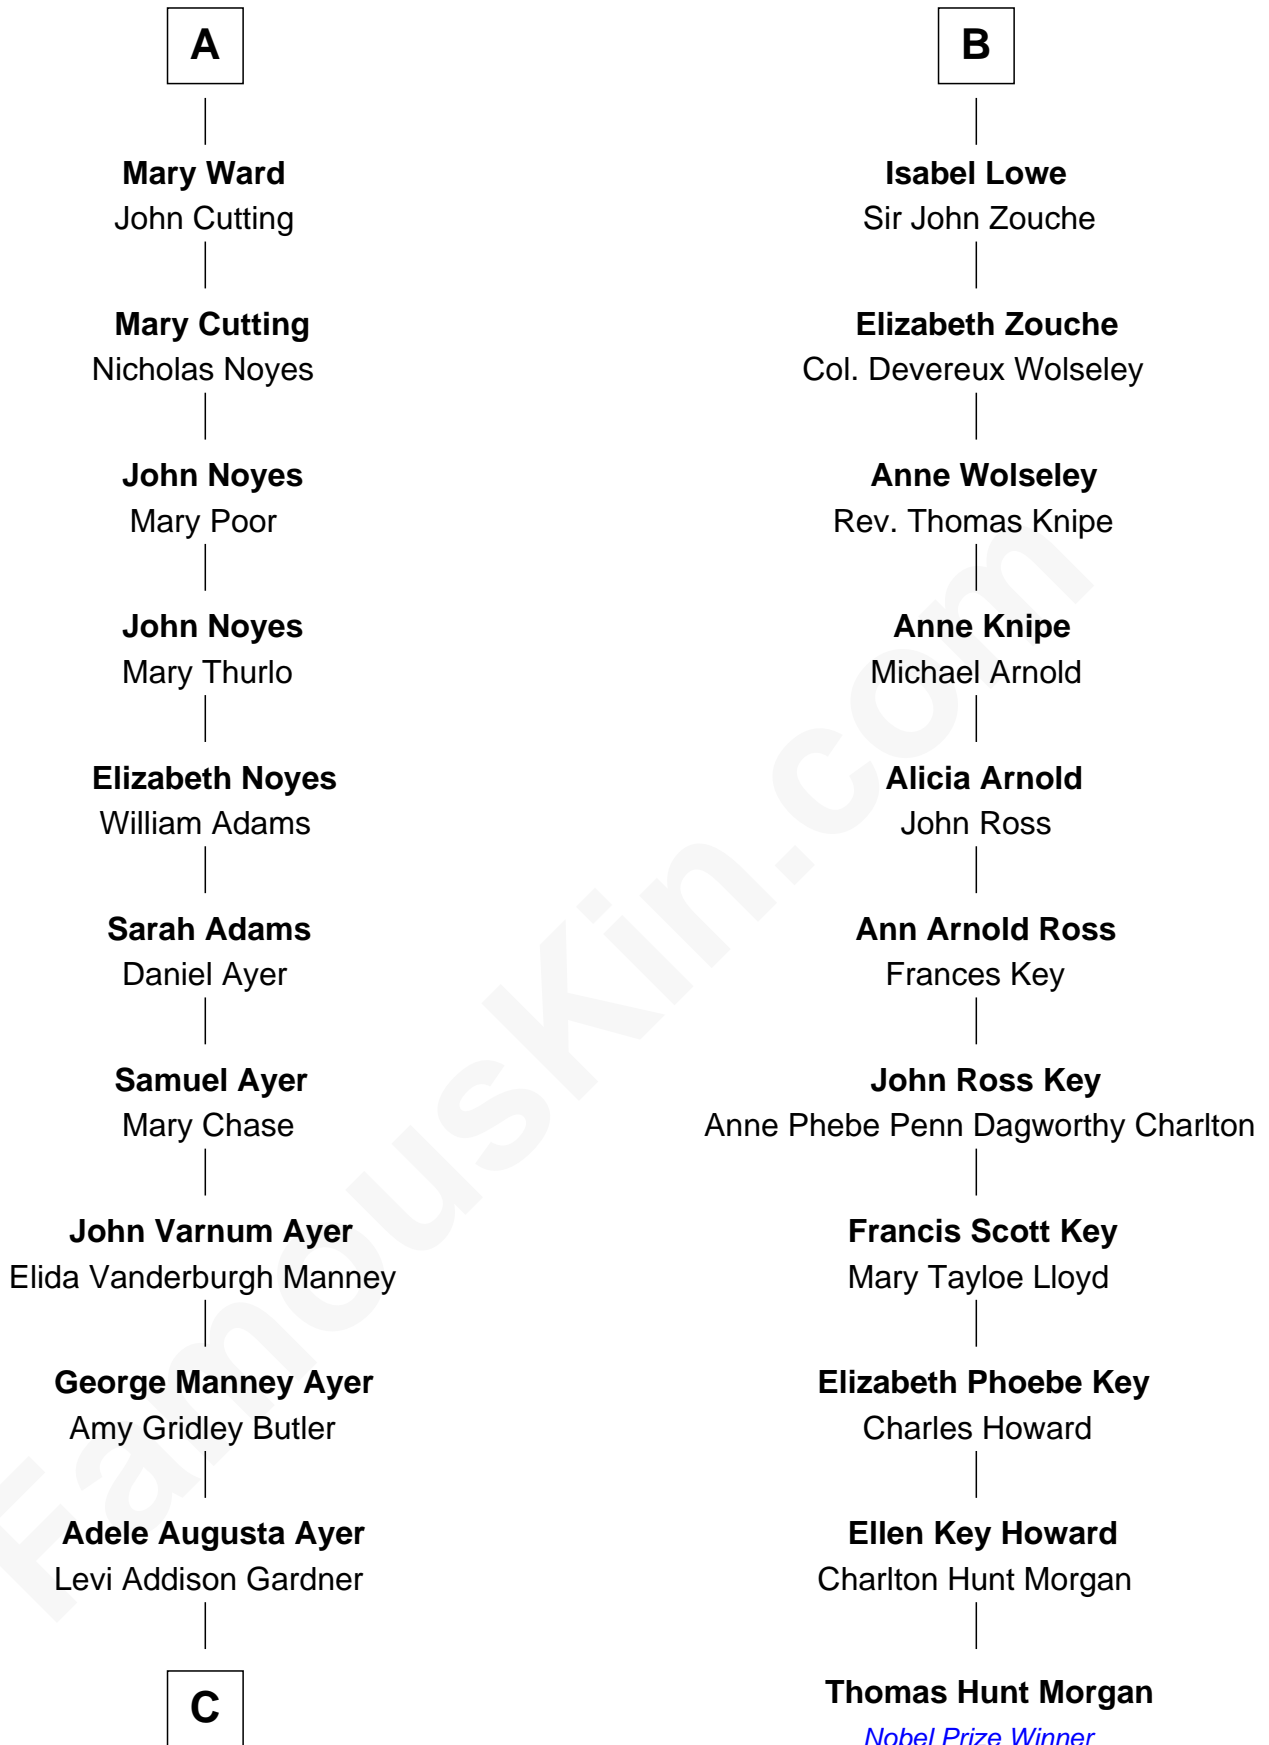 A
Mary Ward
John Cutting
Mary Cutting
Nicholas Noyes
John Noyes
Mary Poor
John Noyes
Mary Thurlo
Elizabeth Noyes
William Adams
Sarah Adams
Daniel Ayer
Samuel Ayer
Mary Chase
John Varnum Ayer
Elida Vanderburgh Manney
George Manney Ayer
Amy Gridley Butler
Adele Augusta Ayer
Levi Addison Gardner
C
B
Isabel Lowe
Sir John Zouche
Elizabeth Zouche
Col. Devereux Wolseley
Anne Wolseley
Rev. Thomas Knipe
Anne Knipe
Michael Arnold
Alicia Arnold
John Ross
Ann Arnold Ross
Frances Key
John Ross Key
Anne Phebe Penn Dagworthy Charlton
Francis Scott Key
Mary Tayloe Lloyd
Elizabeth Phoebe Key
Charles Howard
Ellen Key Howard
Charlton Hunt Morgan
Thomas Hunt Morgan
Nobel Prize Winner
FamousKin.com